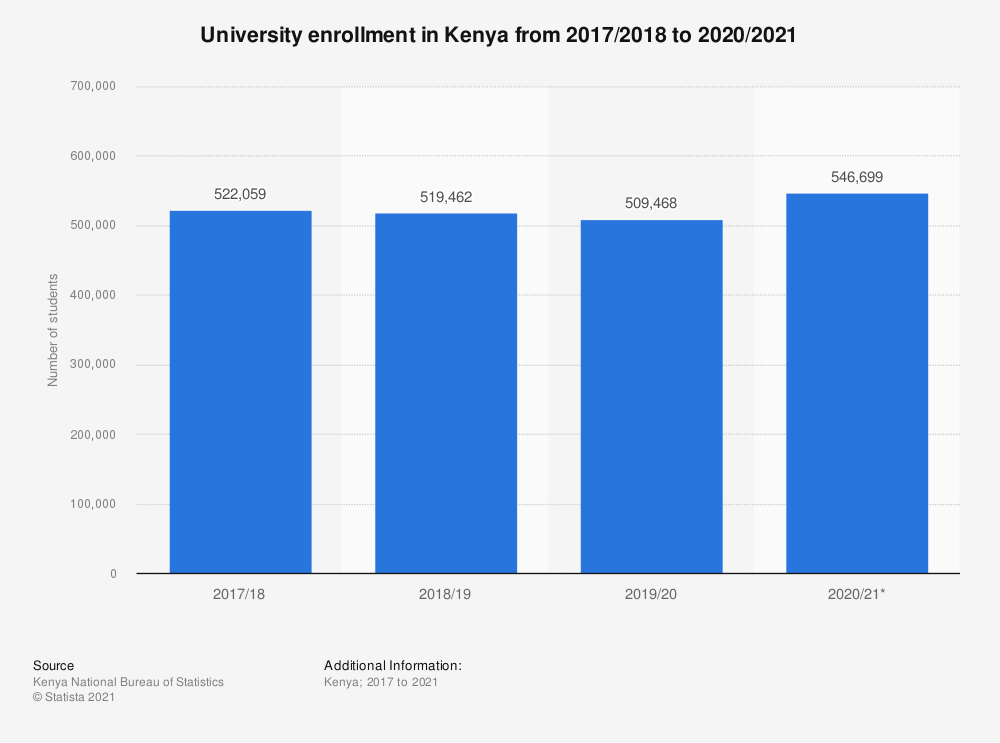 University enrollment in Kenya from 2017/2018 to 2020/2021
700,000
600,000
500,000
400,000
300,000
200,000
100,000
0
Number of students
522,059
519,462
509,468
546,699
2017/18
2018/19
2019/20
2020/21*
Source
Kenya National Bureau of Statistics
© Statista 2021
Additional Information:
Kenya; 2017 to 2021